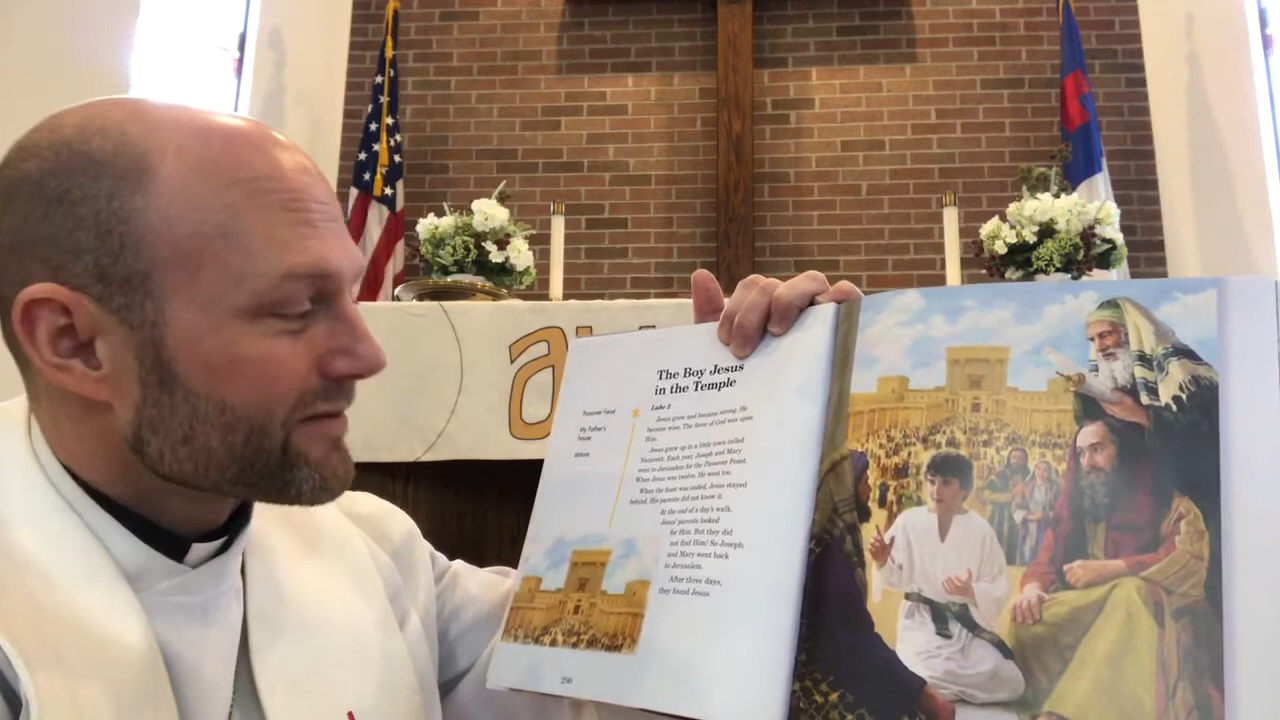 The Boy Jesus
in the Temple
Luke 2
Passover Feast
My Father's
house
Jesus grew and became strong. He
became wise. The favor of God was upon
Him.
Jesus grew up in a little town called
Nazareth. Each year, Joseph and Mary
went to Jerusalem for the Passover Feast.
When Jesus was twelve, He went too.
When the feast was ended, Jesus stayed
behind. His parents did not know it.
At the end of a day's walk,
Jesus' parents looked
for Him. But they did
not find Him! So Joseph
and Mary went back
to Jerusalem.
After three days,
they found Jesus.
290